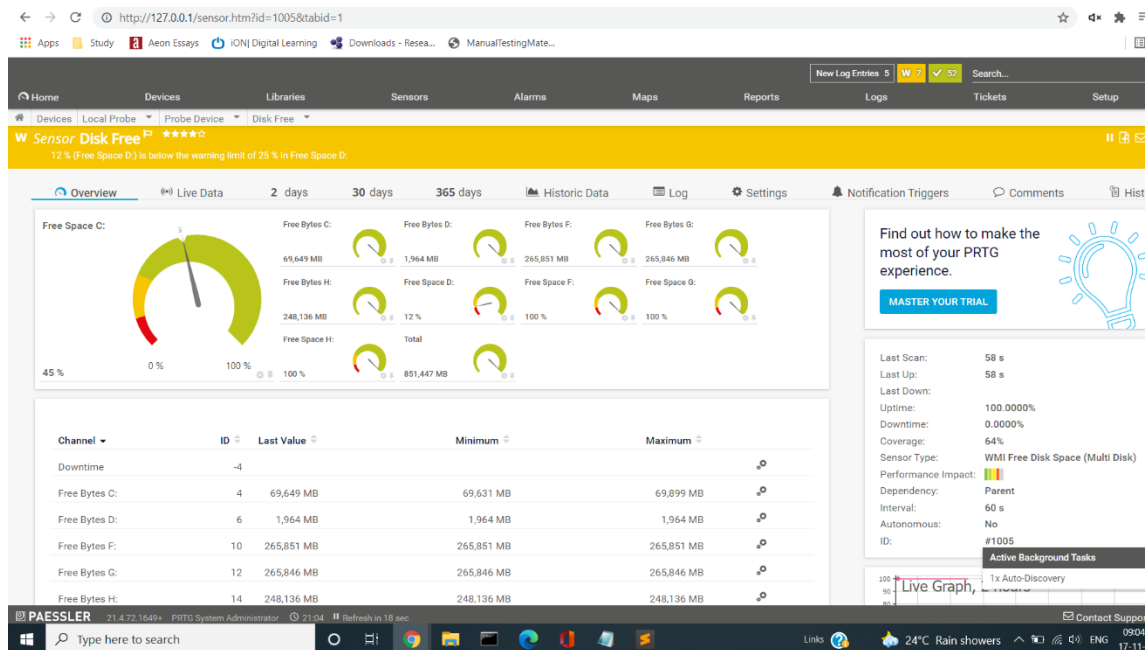 http://127.0.0.1/sensor.htm?id=1005&tabid=1
Apps Study Aeon Essays iON| Digital Learning Downloads - Resea... ManualTestingMate...
New Log Entries 5 W 7 52 Search...
Home Devices Libraries Sensors Alarms Maps Reports Logs Tickets Setup
Devices Local Probe Probe Device Disk Free
W Sensor Disk Free
12 % (Free Space D:) is below the warning limit of 25 % in Free Space D:
Overview Live Data 2 days 30 days 365 days Historic Data Log Settings Notification Triggers Comments Hist
Free Space C:
0 % 100 %
45 %
Free Bytes C: Free Bytes D: Free Bytes F: Free Bytes G:
69,649 MB 1,964 MB 265,851 MB 265,846 MB
Free Bytes H: Free Space D: Free Space F: Free Space G:
248,136 MB 12 % 100 % 100 %
Free Space H: Total
100 % 851,447 MB
Find out how to make the
most of your PRTG
experience.
MASTER YOUR TRIAL
Channel ID Last Value Minimum Maximum
Downtime -4
Free Bytes C: 4 69,649 MB 69,631 MB 69,899 MB
Free Bytes D: 6 1,964 MB 1,964 MB 1,964 MB
Free Bytes F: 10 265,851 MB 265,851 MB 265,851 MB
Free Bytes G: 12 265,846 MB 265,846 MB 265,846 MB
Free Bytes H: 14 248,136 MB 248,136 MB 248,136 MB
Last Scan: 58 s
Last Up: 58 s
Last Down:
Uptime: 100.0000%
Downtime: 0.0000%
Coverage: 64%
Sensor Type: WMI Free Disk Space (Multi Disk)
Performance Impact:
Dependency: Parent
Interval: 60 s
Autonomous: No
ID: #1005
Active Background Tasks
1x Auto-Discovery
100
90
80
Live Graph, 2 hours
PAESSLER 21.4.72.1649+ PRTG System Administrator 21:04 Refresh in 18 sec Contact Suppor
Type here to search Links 24°C Rain showers ENG 09:04
17-11